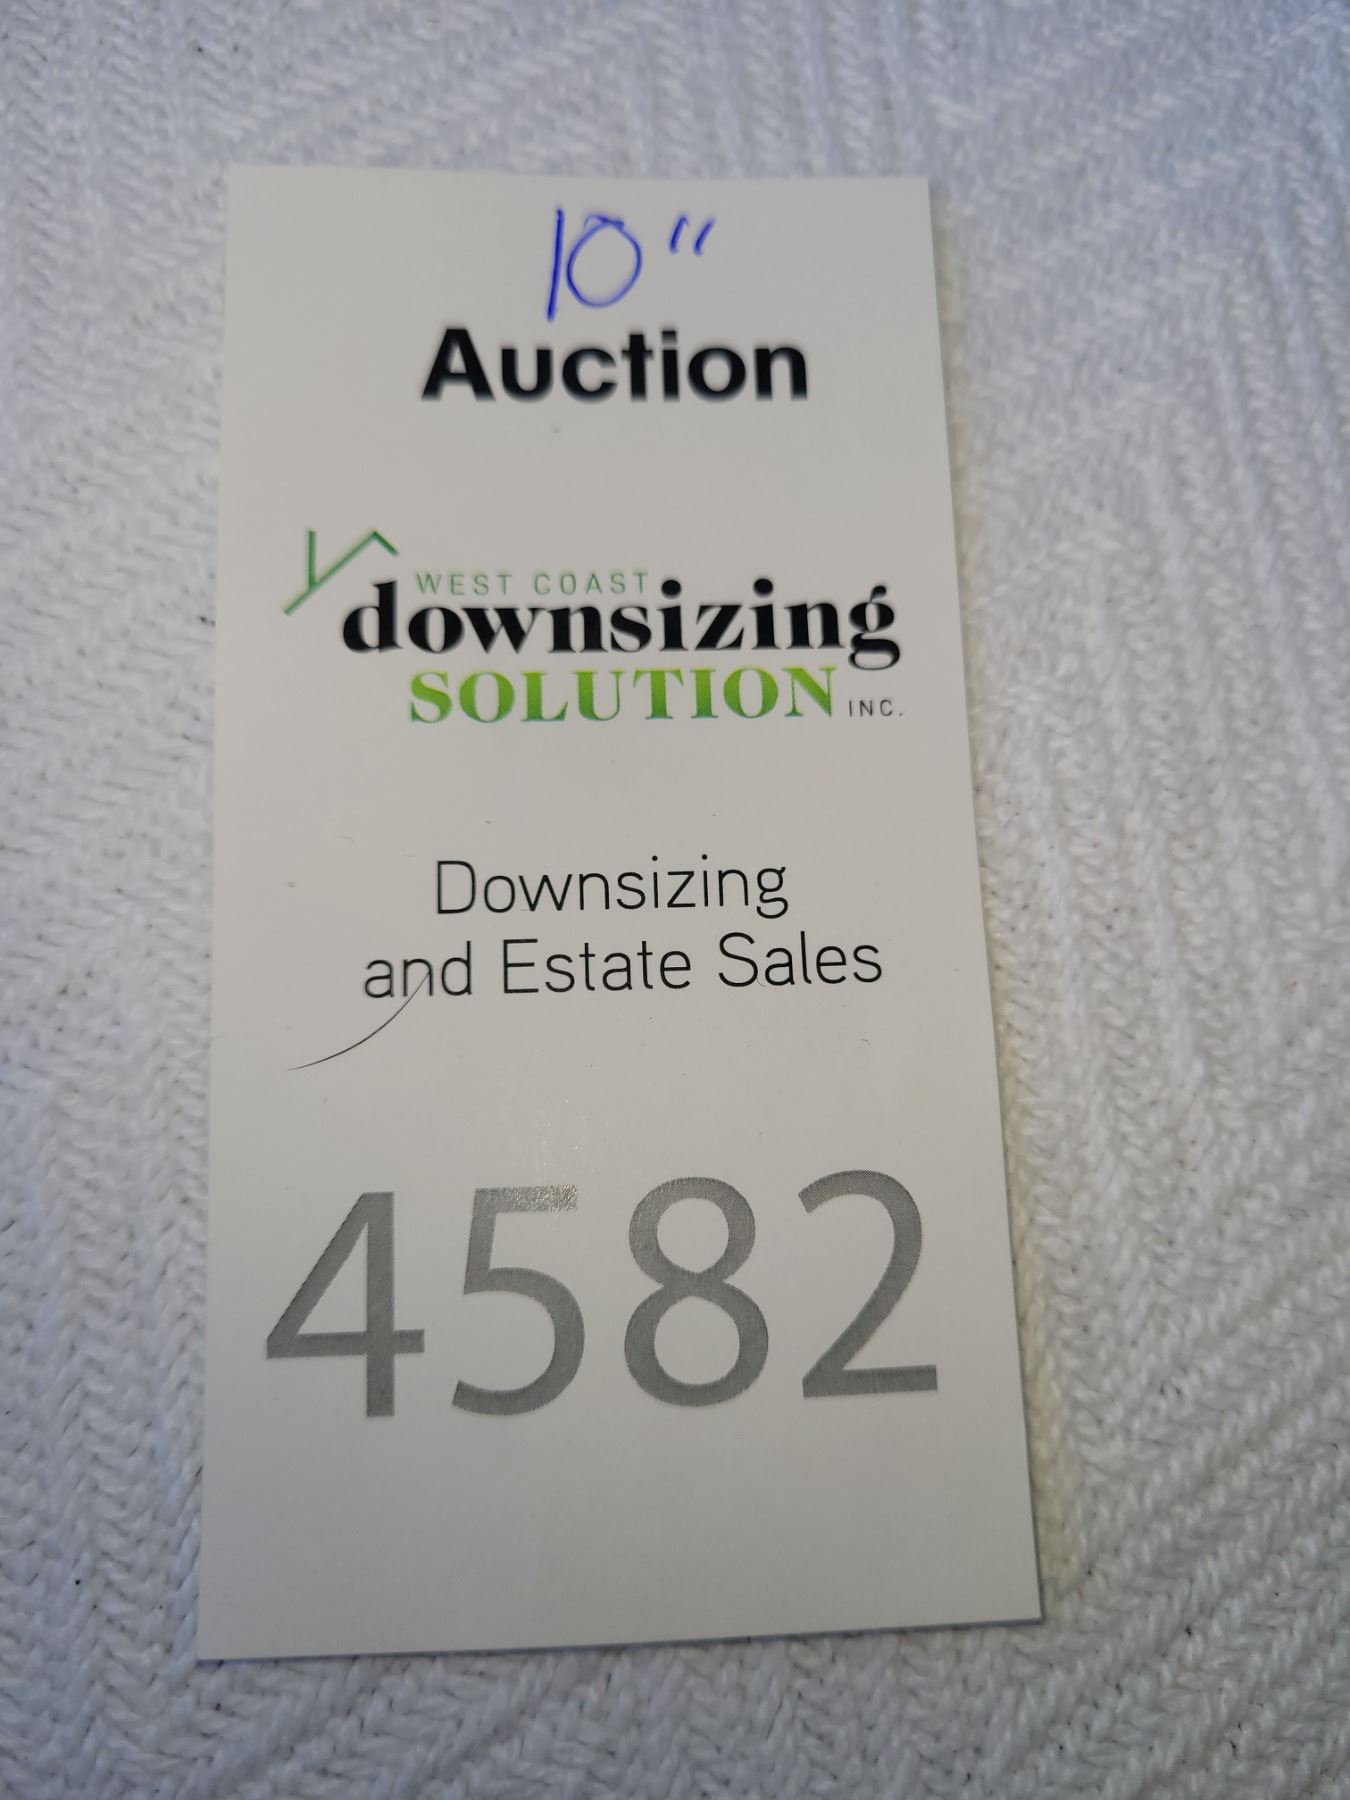 10"
Auction
WEST COAST
downsizing
SOLUTION INC.
Downsizing
and Estate Sales
4582